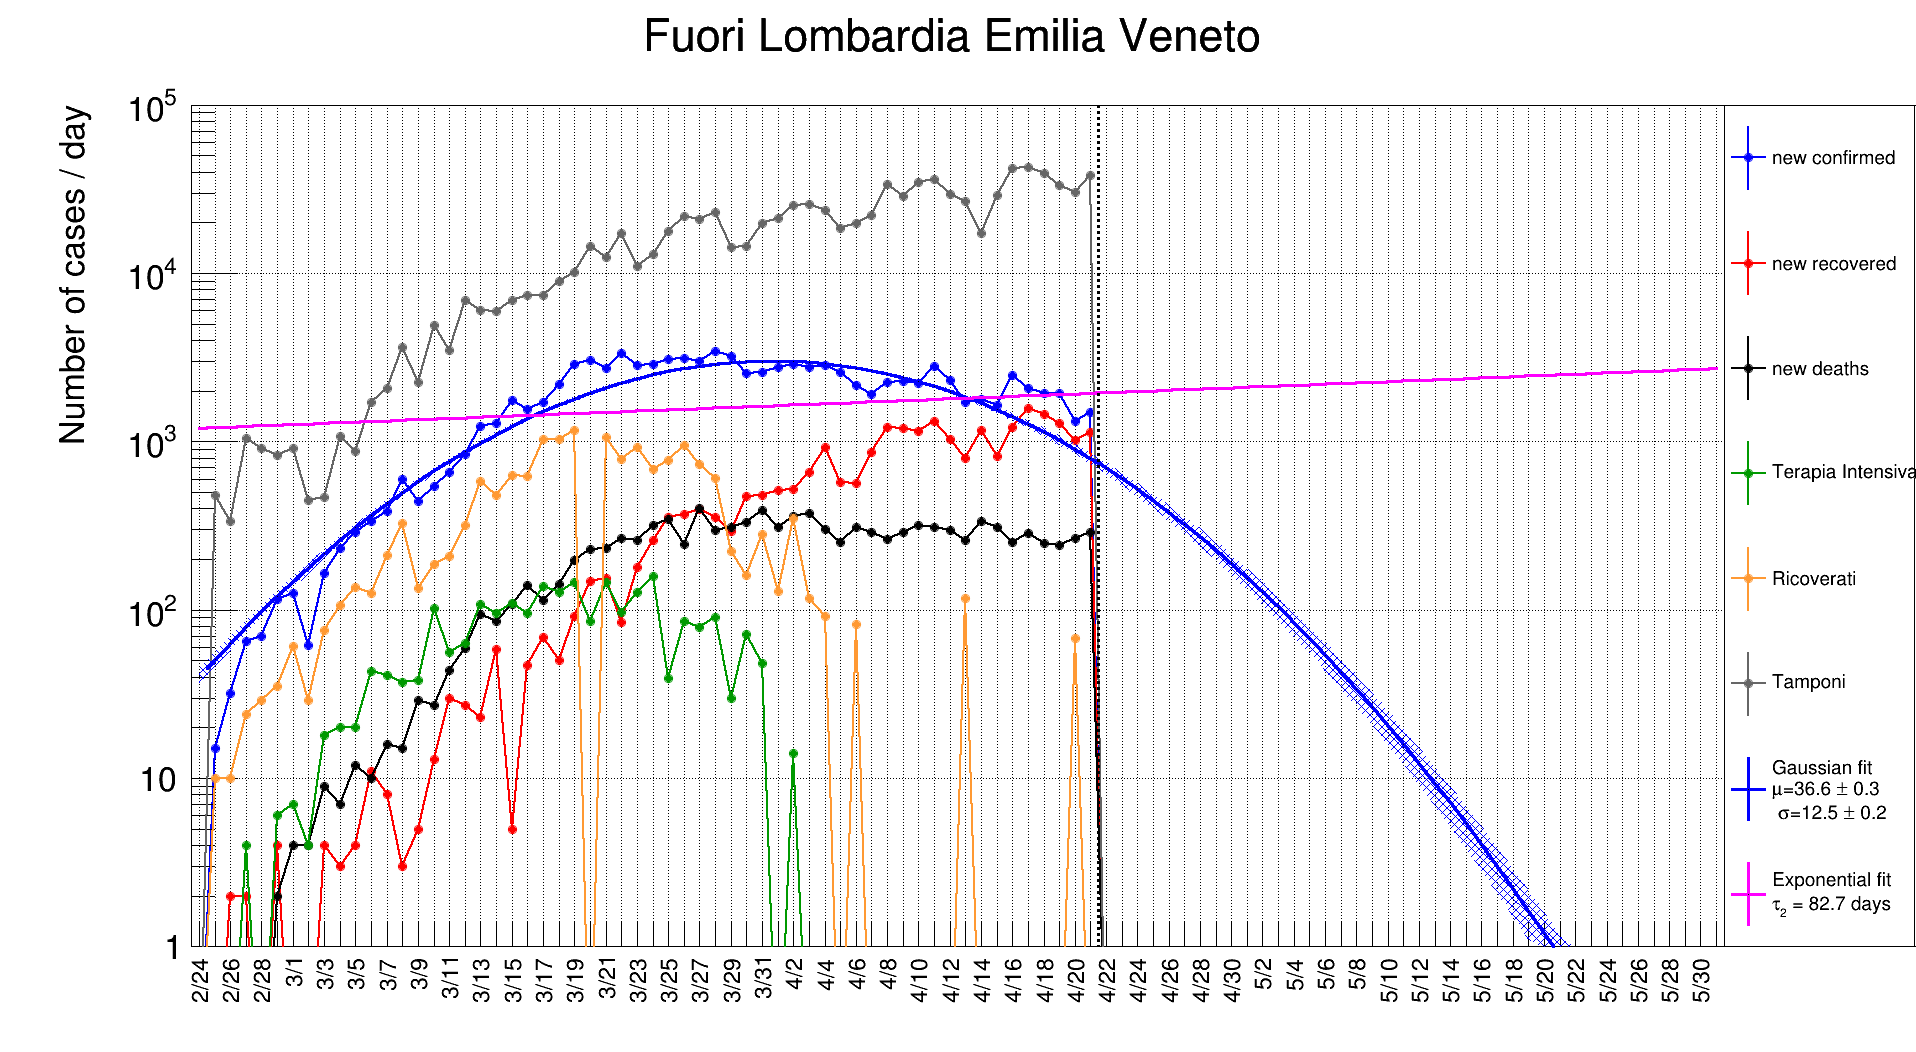 Fuori Lombardia Emilia Veneto
Number of cases / day
10^5
10^4
10^3
10^2
10
1
2/24 2/26 2/28 3/1 3/3 3/5 3/7 3/9 3/11 3/13 3/15 3/17 3/19 3/21 3/23 3/25 3/27 3/29 3/31 4/2 4/4 4/6 4/8 4/10 4/12 4/14 4/16 4/18 4/20 4/22 4/24 4/26 4/28 4/30 5/2 5/4 5/6 5/8 5/10 5/12 5/14 5/16 5/18 5/20 5/22 5/24 5/26 5/28 5/30
new confirmed
new recovered
new deaths
Terapia Intensiva
Ricoverati
Tamponi
Gaussian fit
μ=36.6 ± 0.3
σ=12.5 ± 0.2
Exponential fit
τ₂ = 82.7 days